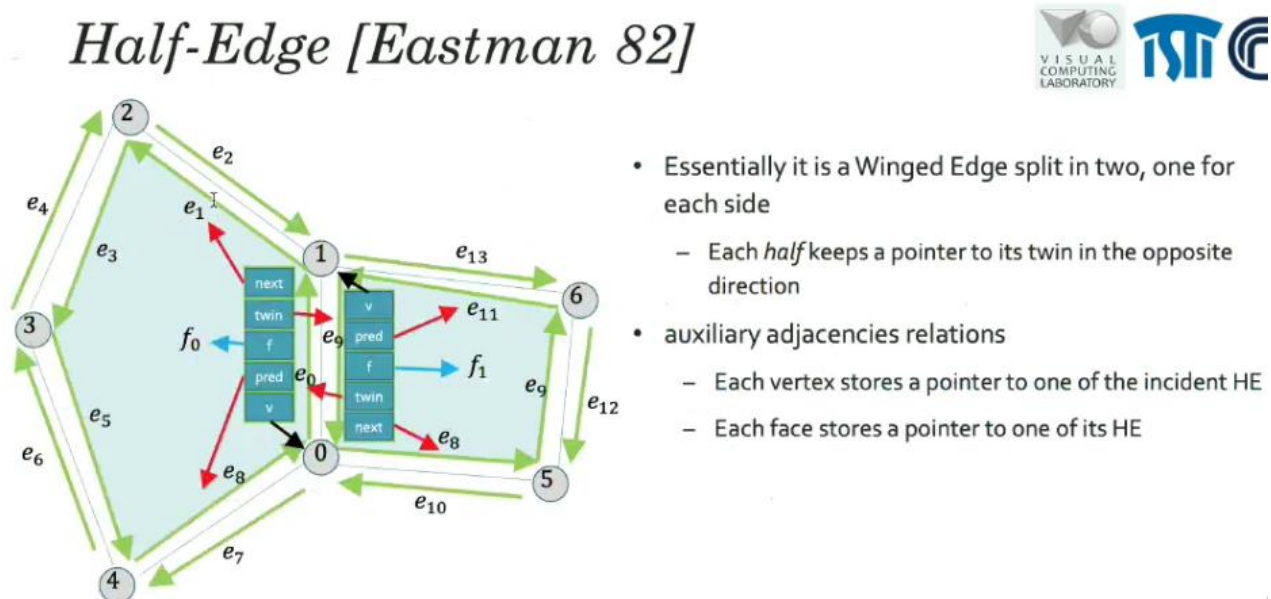 Half-Edge [Eastman 82]
VISUAL
COMPUTING
LABORATORY
ISTI
2
e₂
e₄
e₁
e₃
1
e₁₃
6
next
twin
f
pred
v
v
pred
f
twin
next
e₁₁
3
f₀
e₉
f₁
e₀
e₉
e₁₂
e₅
e₈
0
e₆
e₈
5
e₁₀
e₇
4
• Essentially it is a Winged Edge split in two, one for
each side
– Each half keeps a pointer to its twin in the opposite
direction
• auxiliary adjacencies relations
– Each vertex stores a pointer to one of the incident HE
– Each face stores a pointer to one of its HE